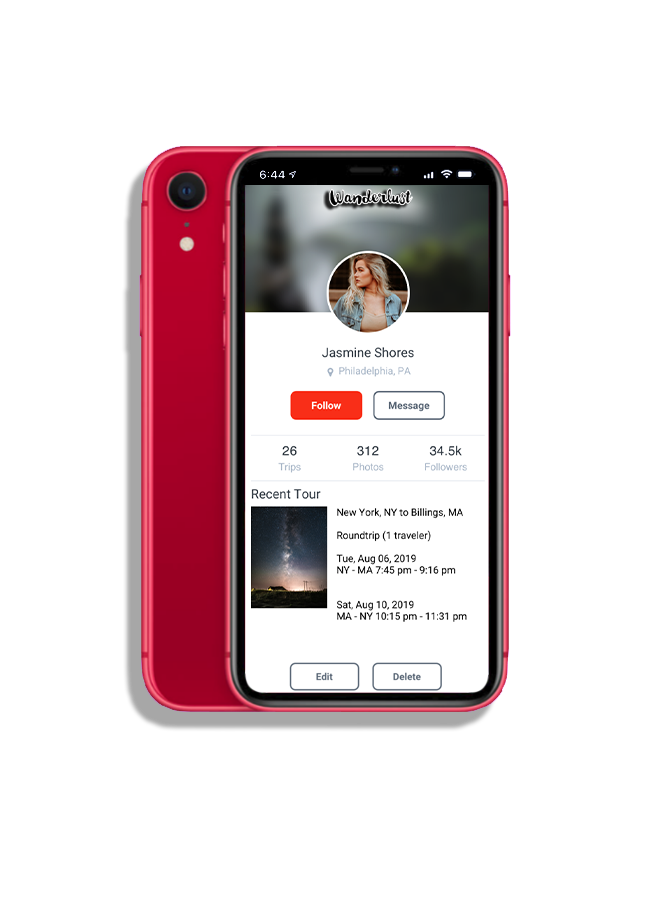 6:44
Wanderlust
Jasmine Shores
Philadelphia, PA
Follow
Message
26
312
34.5k
Trips
Photos
Followers
Recent Tour
New York, NY to Billings, MA
Roundtrip (1 traveler)
Tue, Aug 06, 2019
NY - MA 7:45 pm - 9:16 pm
Sat, Aug 10, 2019
MA - NY 10:15 pm - 11:31 pm
Edit
Delete